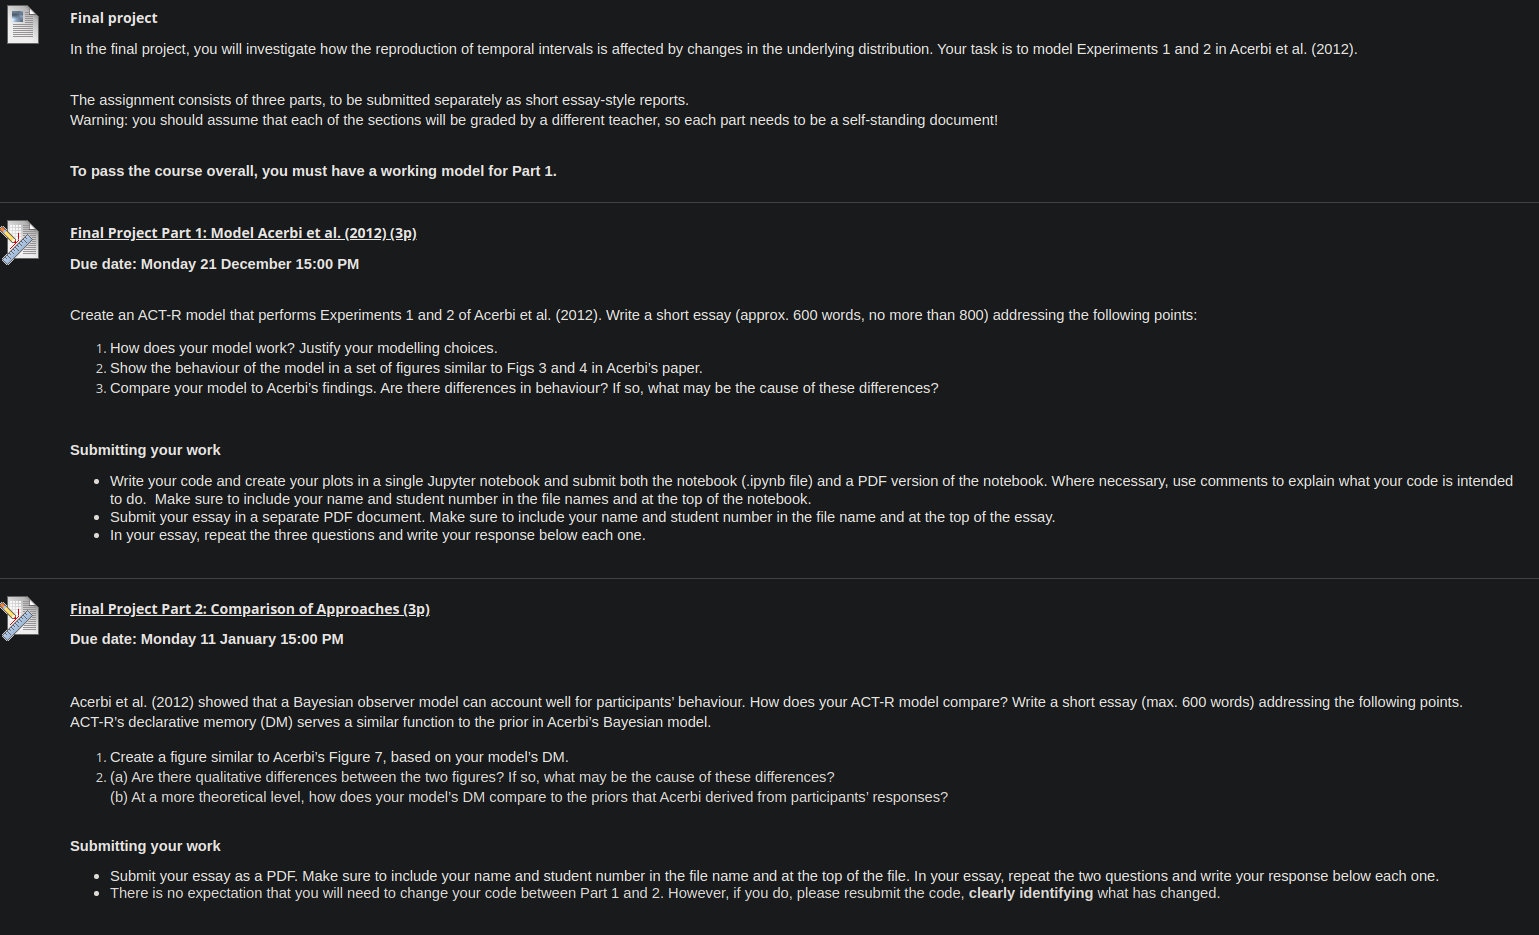 Final project
In the final project, you will investigate how the reproduction of temporal intervals is affected by changes in the underlying distribution. Your task is to model Experiments 1 and 2 in Acerbi et al. (2012).
The assignment consists of three parts, to be submitted separately as short essay-style reports.
Warning: you should assume that each of the sections will be graded by a different teacher, so each part needs to be a self-standing document!
To pass the course overall, you must have a working model for Part 1.
Final Project Part 1: Model Acerbi et al. (2012) (3p)
Due date: Monday 21 December 15:00 PM
Create an ACT-R model that performs Experiments 1 and 2 of Acerbi et al. (2012). Write a short essay (approx. 600 words, no more than 800) addressing the following points:
1. How does your model work? Justify your modelling choices.
2. Show the behaviour of the model in a set of figures similar to Figs 3 and 4 in Acerbi's paper.
3. Compare your model to Acerbi's findings. Are there differences in behaviour? If so, what may be the cause of these differences?
Submitting your work
• Write your code and create your plots in a single Jupyter notebook and submit both the notebook (.ipynb file) and a PDF version of the notebook. Where necessary, use comments to explain what your code is intended
to do.  Make sure to include your name and student number in the file names and at the top of the notebook.
• Submit your essay in a separate PDF document. Make sure to include your name and student number in the file name and at the top of the essay.
• In your essay, repeat the three questions and write your response below each one.
Final Project Part 2: Comparison of Approaches (3p)
Due date: Monday 11 January 15:00 PM
Acerbi et al. (2012) showed that a Bayesian observer model can account well for participants' behaviour. How does your ACT-R model compare? Write a short essay (max. 600 words) addressing the following points.
ACT-R's declarative memory (DM) serves a similar function to the prior in Acerbi's Bayesian model.
1. Create a figure similar to Acerbi's Figure 7, based on your model's DM.
2. (a) Are there qualitative differences between the two figures? If so, what may be the cause of these differences?
(b) At a more theoretical level, how does your model's DM compare to the priors that Acerbi derived from participants' responses?
Submitting your work
• Submit your essay as a PDF. Make sure to include your name and student number in the file name and at the top of the file. In your essay, repeat the two questions and write your response below each one.
• There is no expectation that you will need to change your code between Part 1 and 2. However, if you do, please resubmit the code, clearly identifying what has changed.